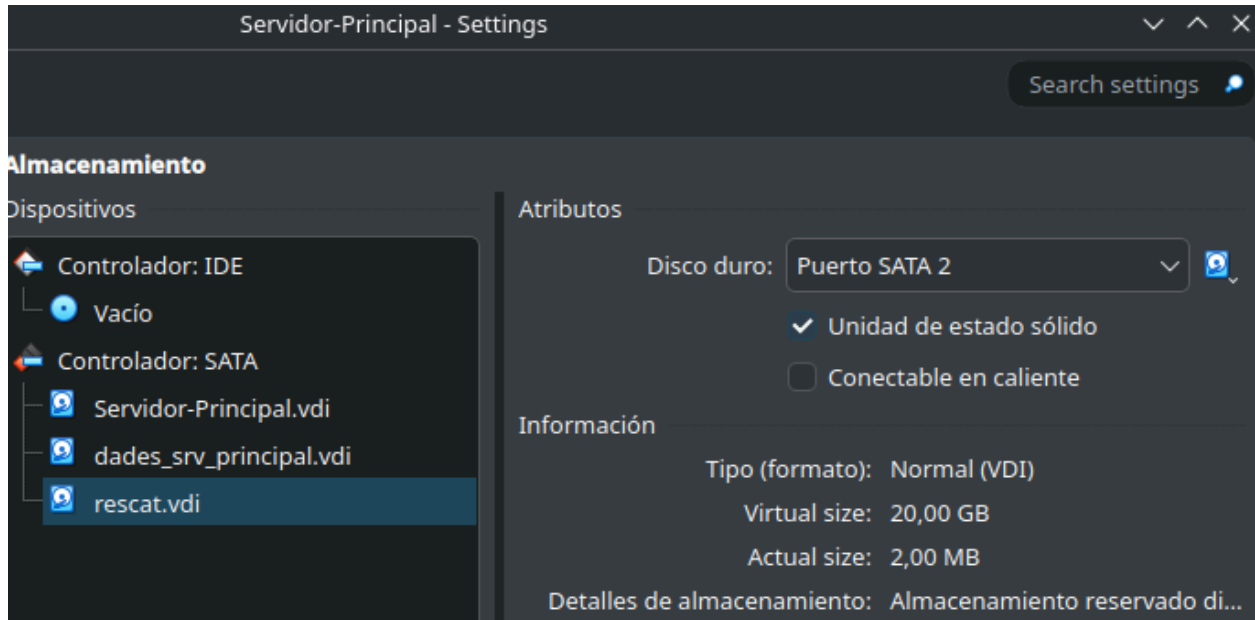 Servidor-Principal - Settings
Search settings
Almacenamiento
Dispositivos
Controlador: IDE
Vacío
Controlador: SATA
Servidor-Principal.vdi
dades_srv_principal.vdi
rescat.vdi
Atributos
Disco duro: Puerto SATA 2
Unidad de estado sólido
Conectable en caliente
Información
Tipo (formato): Normal (VDI)
Virtual size: 20,00 GB
Actual size: 2,00 MB
Detalles de almacenamiento: Almacenamiento reservado di...